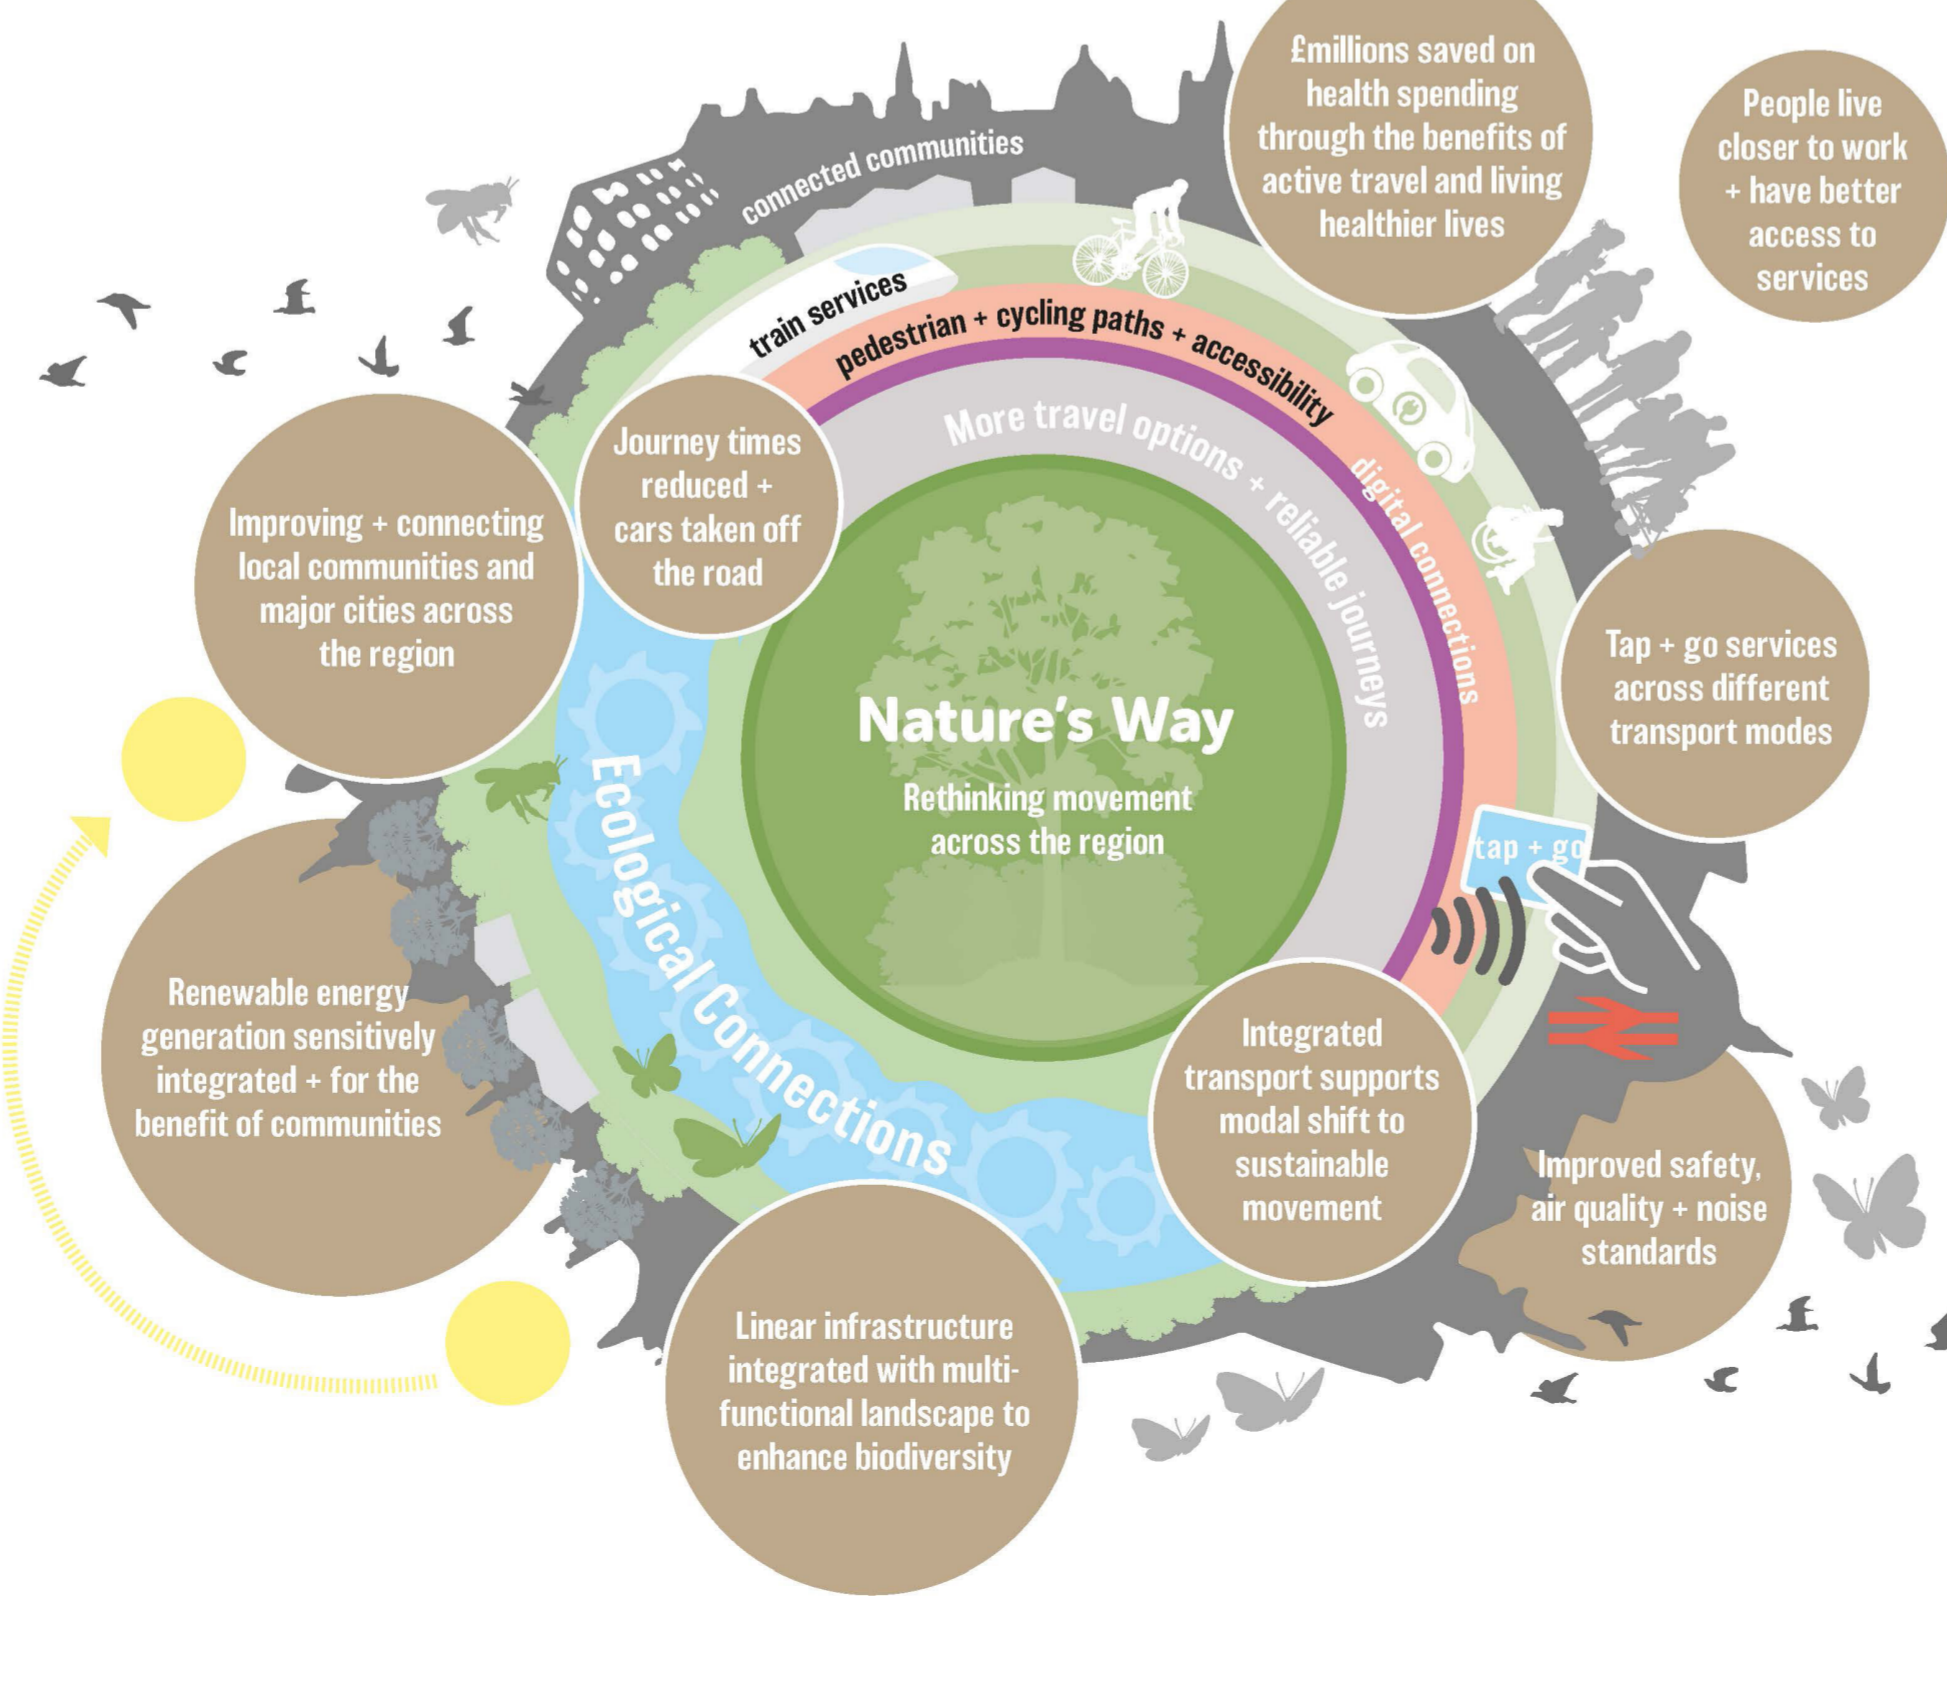 £millions saved on
health spending
through the benefits of
active travel and living
healthier lives
People live
closer to work
+ have better
access to
services
connected communities
train services
pedestrian + cycling paths + accessibility
More travel options + reliable journeys
digital connections
Journey times
reduced +
cars taken off
the road
Improving + connecting
local communities and
major cities across
the region
Tap + go services
across different
transport modes
Nature's Way
Rethinking movement
across the region
Ecological Connections
tap + go
Renewable energy
generation sensitively
integrated + for the
benefit of communities
Integrated
transport supports
modal shift to
sustainable
movement
Improved safety,
air quality + noise
standards
Linear infrastructure
integrated with multi-
functional landscape to
enhance biodiversity